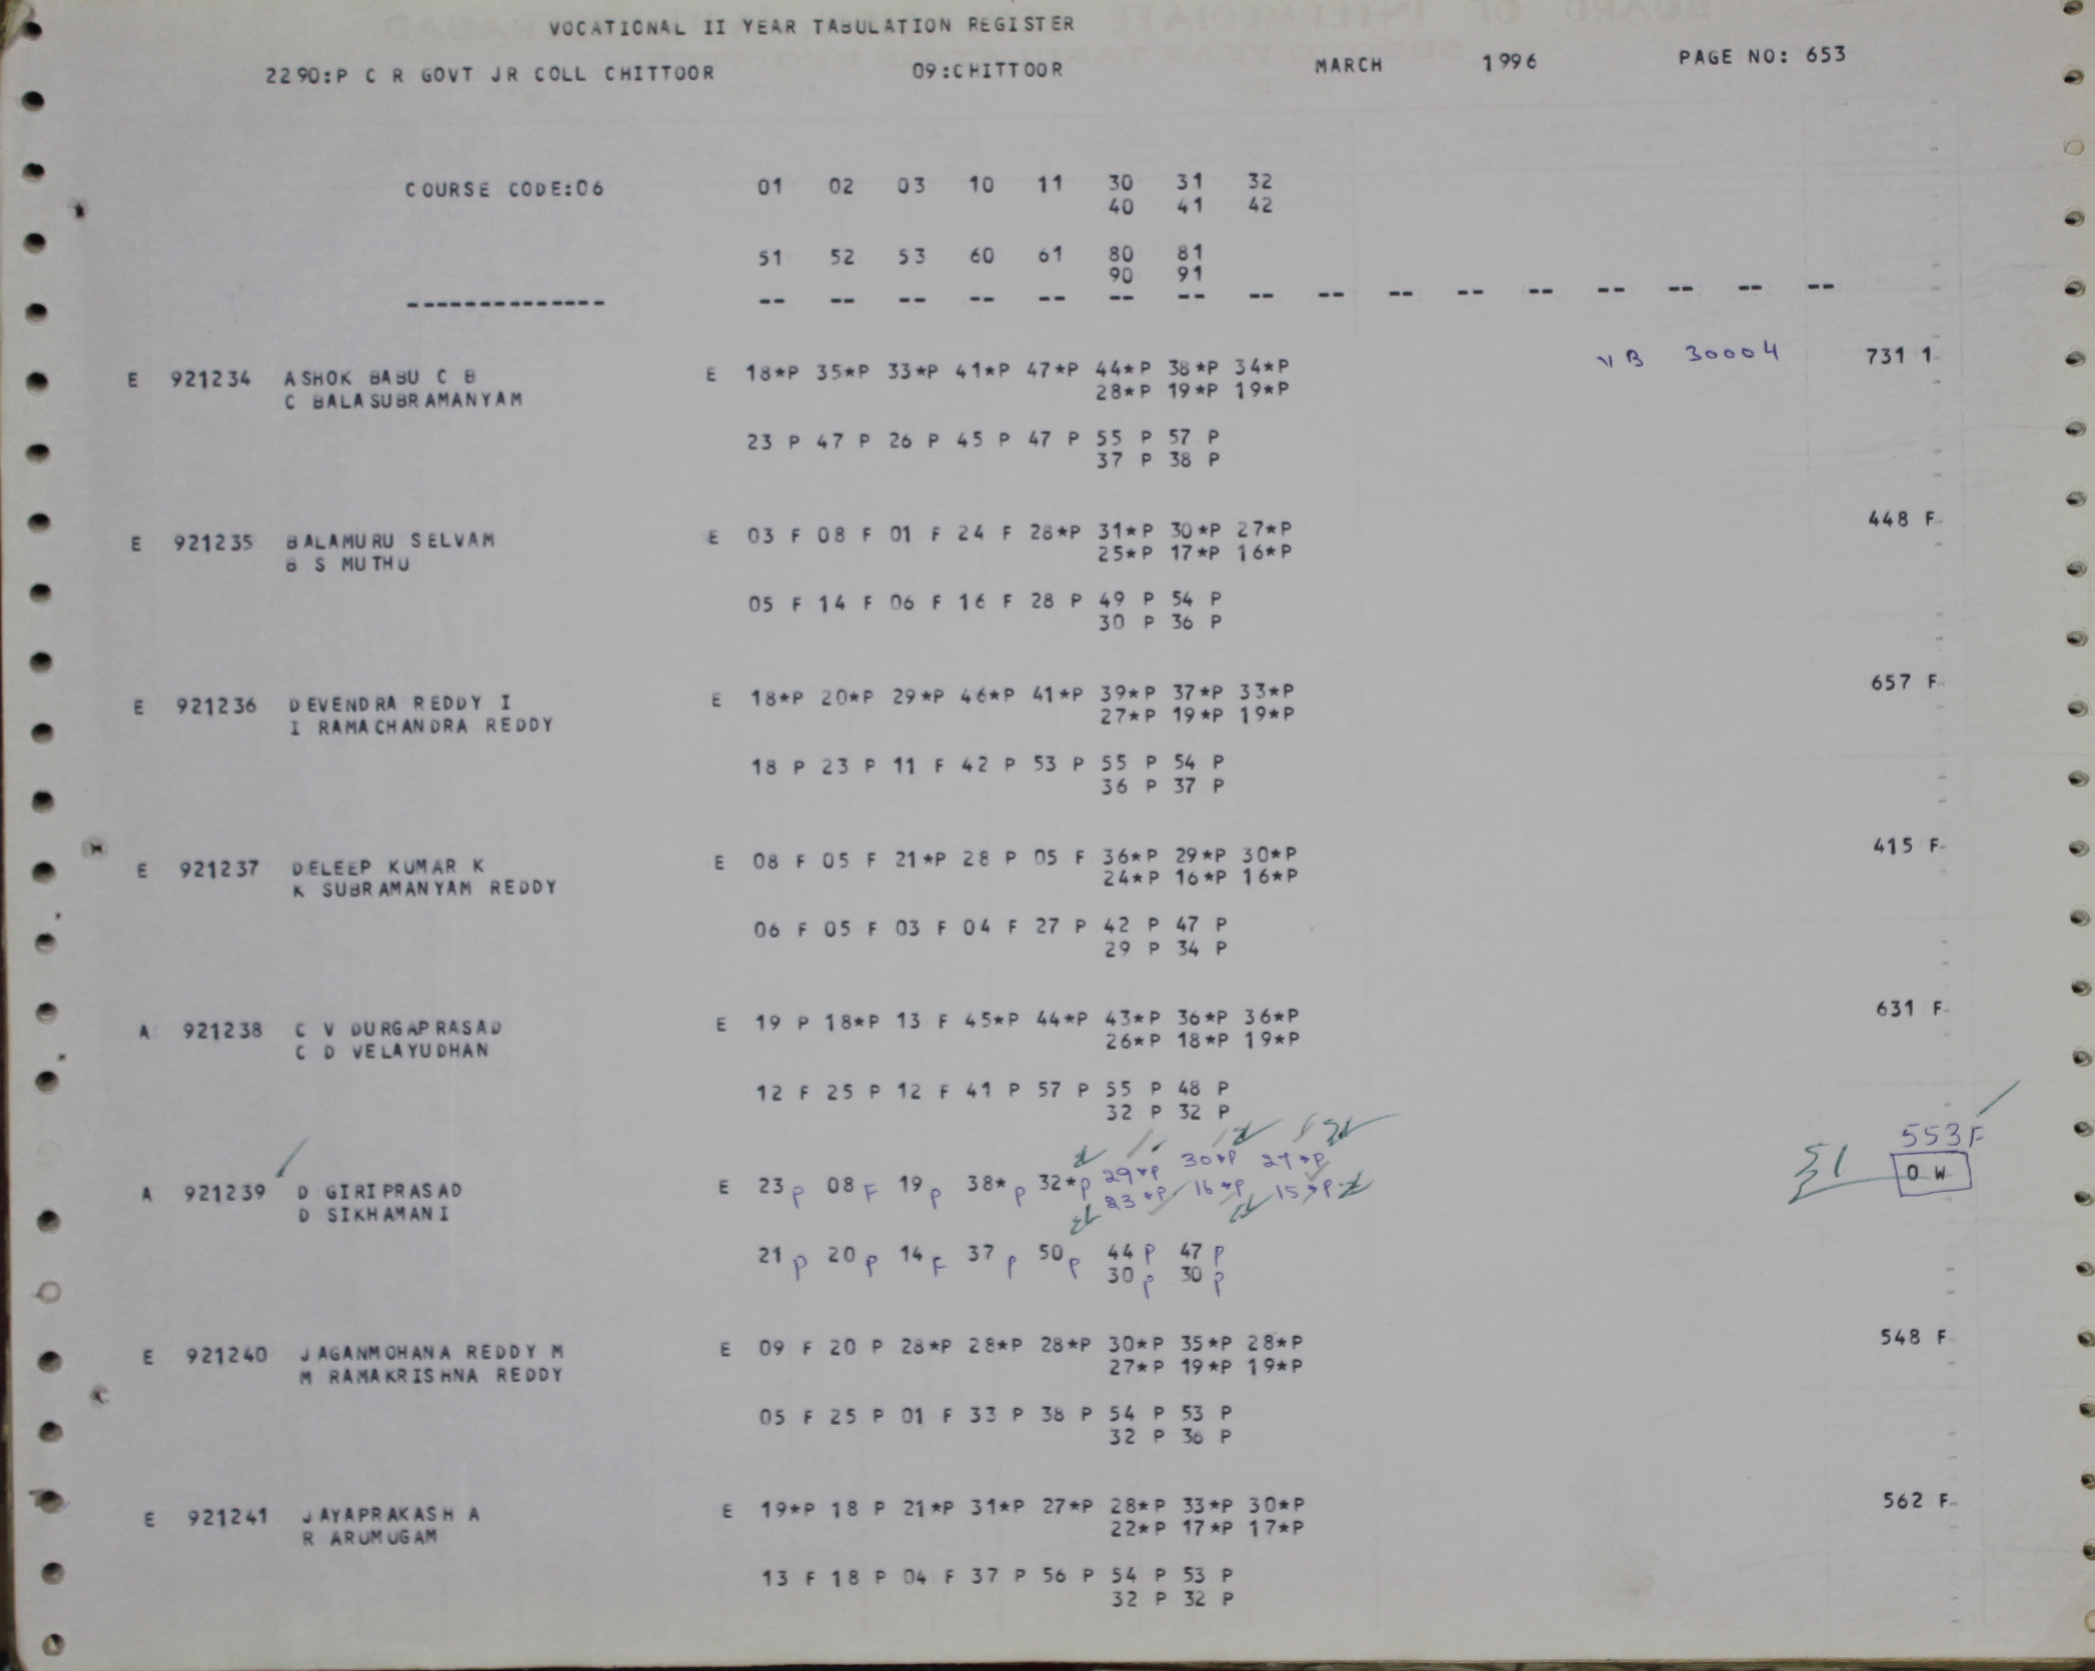 VOCATIONAL II YEAR TABULATION REGISTER
2290:P C R GOVT JR COLL CHITTOOR 09:CHITTOOR MARCH 1996 PAGE NO: 653
COURSE CODE:06 01 02 03 10 11 30 31 32
40 41 42
51 52 53 60 61 80 81
90 91
-------------- -- -- -- -- -- -- -- -- -- -- -- -- -- -- -- --
E 921234 ASHOK BABU C B E 18*P 35*P 33*P 41*P 47*P 44*P 38*P 34*P VB 30004 731 1
C BALASUBRAMANYAM 28*P 19*P 19*P
23 P 47 P 26 P 45 P 47 P 55 P 57 P
37 P 38 P
E 921235 BALAMURU SELVAM E 03 F 08 F 01 F 24 F 28*P 31*P 30*P 27*P 448 F
B S MUTHU 25*P 17*P 16*P
05 F 14 F 06 F 16 F 28 P 49 P 54 P
30 P 36 P
E 921236 DEVENDRA REDDY I E 18*P 20*P 29*P 46*P 41*P 39*P 37*P 33*P 657 F
I RAMACHANDRA REDDY 27*P 19*P 19*P
18 P 23 P 11 F 42 P 53 P 55 P 54 P
36 P 37 P
E 921237 DELEEP KUMAR K E 08 F 05 F 21*P 28 P 05 F 36*P 29*P 30*P 415 F
K SUBRAMANYAM REDDY 24*P 16*P 16*P
06 F 05 F 03 F 04 F 27 P 42 P 47 P
29 P 34 P
A 921238 C V DURGAPRASAD E 19 P 18*P 13 F 45*P 44*P 43*P 36*P 36*P 631 F
C D VELAYUDHAN 26*P 18*P 19*P
12 F 25 P 12 F 41 P 57 P 55 P 48 P
32 P 32 P
553 F
A 921239 D GIRIPRASAD E 23 P 08 F 19 P 38* P 32*P 29*P 30*P 27*P O W
D SIKHAMANI 23*P 16*P 15*P
21 P 20 P 14 F 37 P 50 P 44 P 47 P
30 P 30 P
E 921240 JAGANMOHANA REDDY M E 09 F 20 P 28*P 28*P 28*P 30*P 35*P 28*P 548 F
M RAMAKRISHNA REDDY 27*P 19*P 19*P
05 F 25 P 01 F 33 P 38 P 54 P 53 P
32 P 36 P
E 921241 JAYAPRAKASH A E 19*P 18 P 21*P 31*P 27*P 28*P 33*P 30*P 562 F
R ARUMUGAM 22*P 17*P 17*P
13 F 18 P 04 F 37 P 56 P 54 P 53 P
32 P 32 P